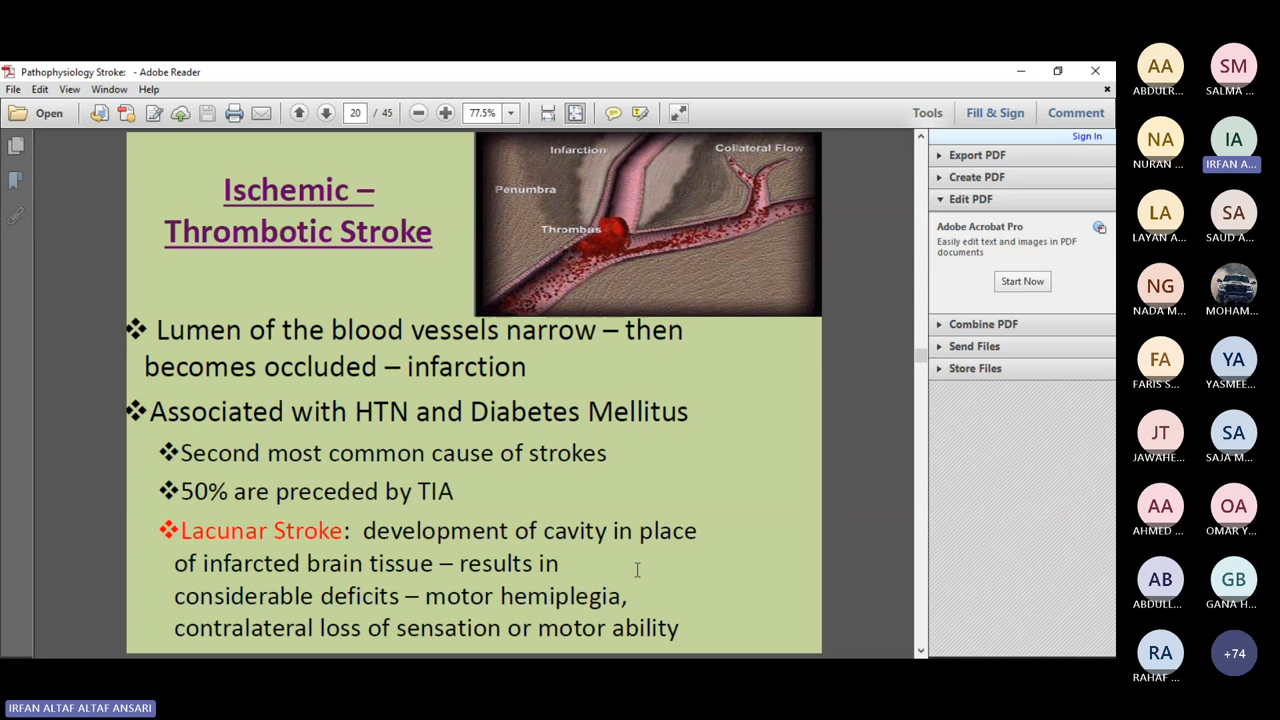 Pathophysiology Stroke: - Adobe Reader
File Edit View Window Help
Open 20 / 45 77.5% Tools Fill & Sign Comment
Sign In
Export PDF
Create PDF
Edit PDF
Adobe Acrobat Pro
Easily edit text and images in PDF
documents
Start Now
Combine PDF
Send Files
Store Files
Ischemic –
Thrombotic Stroke
Infarction
Collateral Flow
Penumbra
Thrombus
❖ Lumen of the blood vessels narrow – then
becomes occluded – infarction
❖Associated with HTN and Diabetes Mellitus
❖Second most common cause of strokes
❖50% are preceded by TIA
❖Lacunar Stroke: development of cavity in place
of infarcted brain tissue – results in
considerable deficits – motor hemiplegia,
contralateral loss of sensation or motor ability
AA SM
ABDULR... SALMA ...
NA IA
NURAN ... IRFAN A...
LA SA
LAYAN A... SAUD A...
NG
NADA M... MOHAM...
FA YA
FARIS S... YASMEE...
JT SA
JAWAHE... SAJA M...
AA OA
AHMED ... OMAR Y...
AB GB
ABDULL... GANA H...
RA +74
RAHAF ...
IRFAN ALTAF ALTAF ANSARI